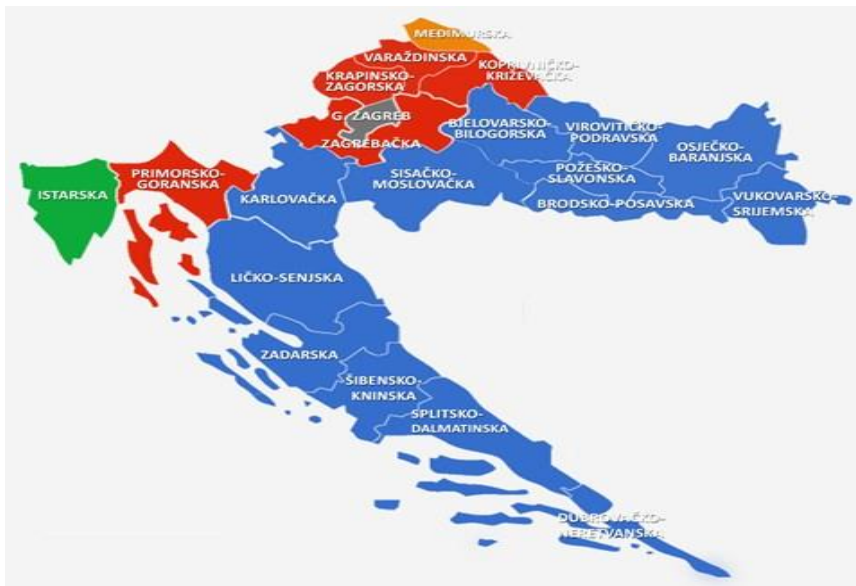 MEĐIMURSKA
VARAŽDINSKA
KOPRIVNIČKO-
KRIŽEVAČKA
KRAPINSKO-
ZAGORSKA
G. ZAGREB
ZAGREBAČKA
BJELOVARSKO-
BILOGORSKA
VIROVITIČKO-
PODRAVSKA
OSJEČKO-
BARANJSKA
ISTARSKA
PRIMORSKO-
GORANSKA
KARLOVAČKA
SISAČKO-
MOSLOVAČKA
POŽEŠKO-
SLAVONSKA
BRODSKO-POSAVSKA
VUKOVARSKO-
SRIJEMSKA
LIČKO-SENJSKA
ZADARSKA
ŠIBENSKO-
KNINSKA
SPLITSKO-
DALMATINSKA
DUBROVAČKO-
NERETVANSKA